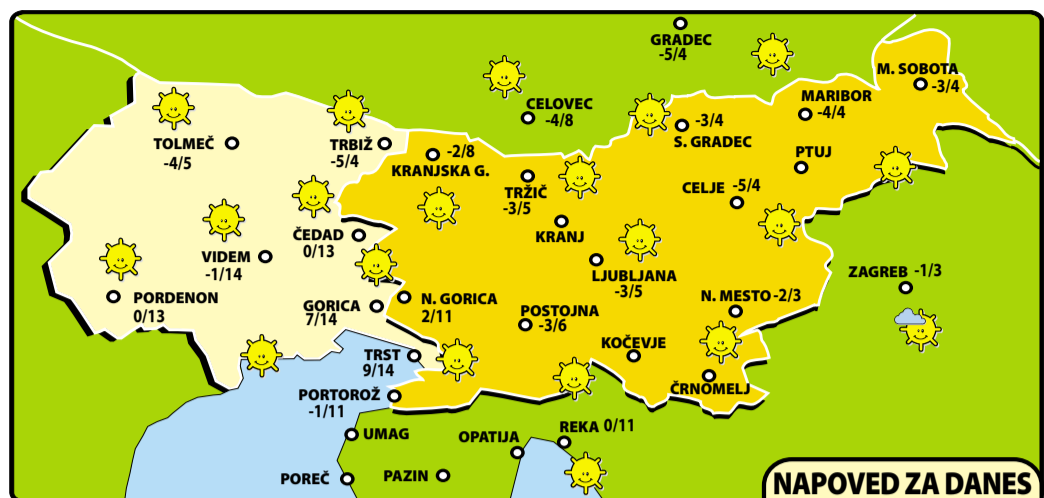 GRADEC
-5/4
M. SOBOTA
-3/4
CELOVEC
-4/8
MARIBOR
-4/4
TOLMEČ
-4/5
TRBIŽ
-5/4
-3/4
S. GRADEC
-2/8
KRANJSKA G.
PTUJ
TRŽIČ
-3/5
CELJE -5/4
KRANJ
ČEDAD
0/13
VIDEM
-1/14
LJUBLJANA
-3/5
ZAGREB -1/3
PORDENON
0/13
GORICA
7/14
N. GORICA
2/11
POSTOJNA
-3/6
N. MESTO -2/3
KOČEVJE
TRST
9/14
ČRNOMELJ
PORTOROŽ
-1/11
UMAG
OPATIJA
REKA 0/11
POREČ
PAZIN
NAPOVED ZA DANES